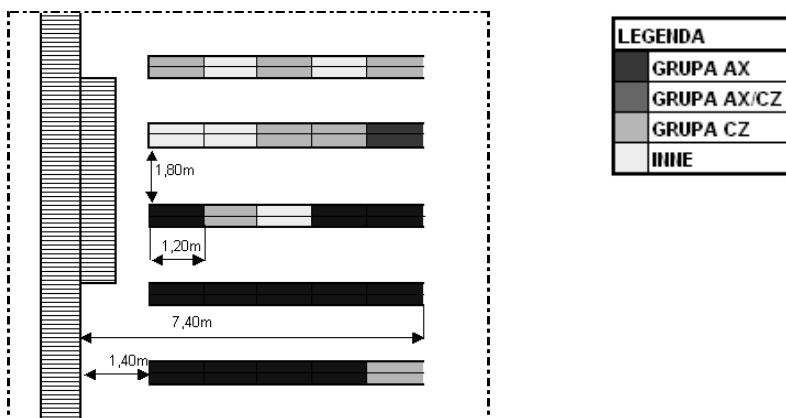 LEGENDA
GRUPA AX
GRUPA AX/CZ
GRUPA CZ
INNE
1,80m
1,20m
7,40m
1,40m